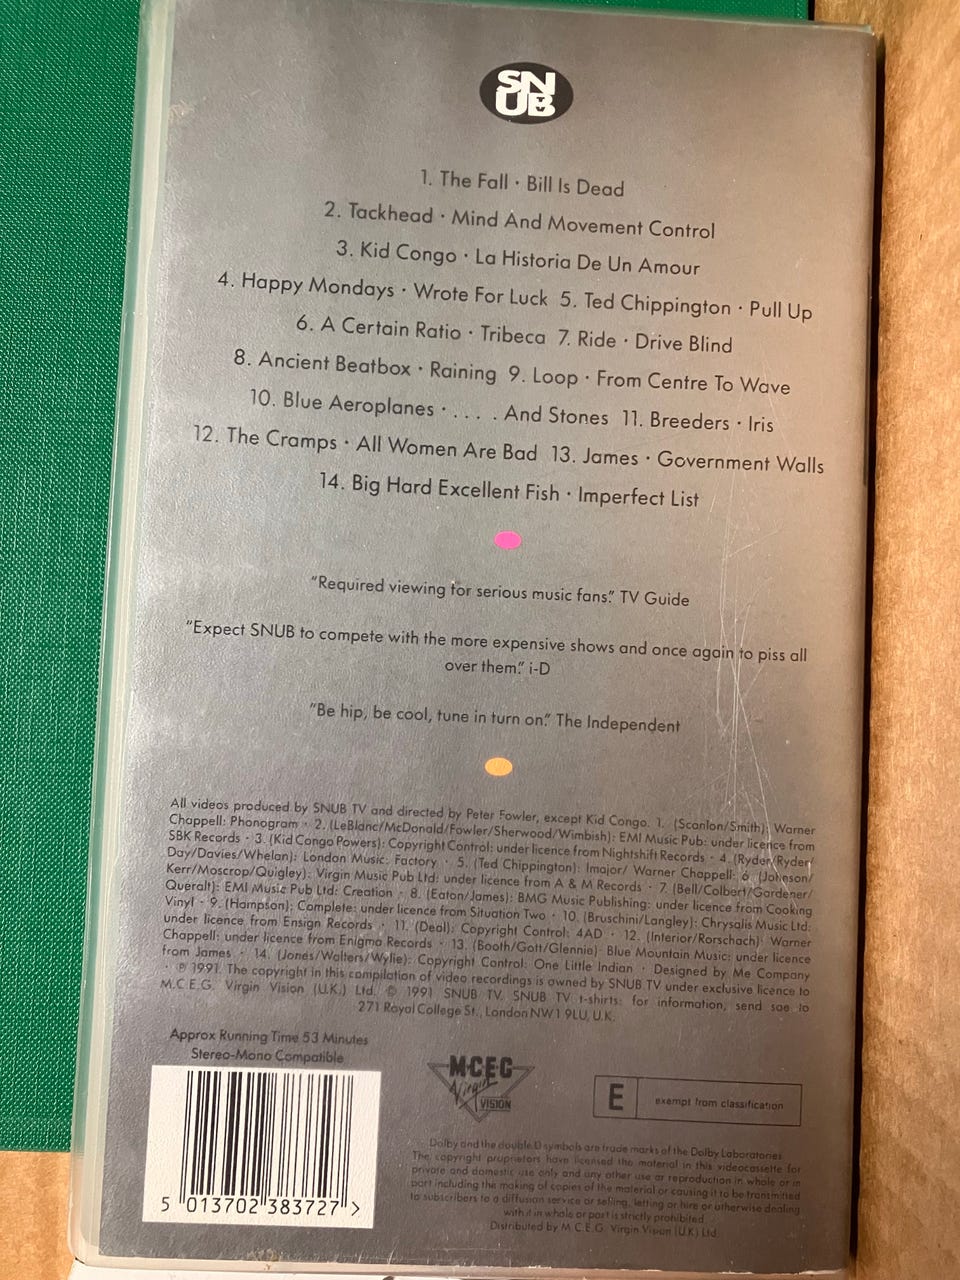 SN
UB
TV
1. The Fall · Bill Is Dead
2. Tackhead · Mind And Movement Control
3. Kid Congo · La Historia De Un Amour
4. Happy Mondays · Wrote For Luck 5. Ted Chippington · Pull Up
6. A Certain Ratio · Tribeca 7. Ride · Drive Blind
8. Ancient Beatbox · Raining 9. Loop · From Centre To Wave
10. Blue Aeroplanes · . . . . And Stones 11. Breeders · Iris
12. The Cramps · All Women Are Bad 13. James · Government Walls
14. Big Hard Excellent Fish · Imperfect List
“Required viewing for serious music fans.” TV Guide
“Expect SNUB to compete with the more expensive shows and once again to piss all
over them.” i-D
“Be hip, be cool, tune in turn on.” The Independent
All videos produced by SNUB TV and directed by Peter Fowler, except Kid Congo. 1. (Scanlon/Smith): Warner
Chappell: Phonogram · 2. (LeBlanc/McDonald/Fowler/Sherwood/Wimbish): EMI Music Pub: under licence from
SBK Records · 3. (Kid Congo Powers): Copyright Control: under licence from Nightshift Records · 4. (Ryder/Ryder/
Day/Davies/Whelan): London Music: Factory · 5. (Ted Chippington): Imajor/ Warner Chappell: 6. (Johnson/
Kerr/Moscrop/Quigley): Virgin Music Pub Ltd: under licence from A & M Records · 7. (Bell/Colbert/Gardener/
Queralt): EMI Music Pub Ltd: Creation · 8. (Eaton/James): BMG Music Publishing: under licence from Cooking
Vinyl · 9. (Hampson): Complete: under licence from Situation Two · 10. (Bruschini/Langley): Chrysalis Music Ltd:
under licence from Ensign Records · 11. (Deal): Copyright Control: 4AD · 12. (Interior/Rorschach): Warner
Chappell: under licence from Enigma Records · 13. (Booth/Gott/Glennie): Blue Mountain Music: under licence
from James · 14. (Jones/Walters/Wylie): Copyright Control: One Little Indian · Designed by Me Company
· ℗ 1991. The copyright in this compilation of video recordings is owned by SNUB TV under exclusive licence to
M.C.E.G. Virgin Vision (U.K.) Ltd. © 1991 SNUB TV. SNUB TV t-shirts: for information, send sae to
271 Royal College St., London NW1 9LU, U.K.
Approx Running Time 53 Minutes
Stereo-Mono Compatible
M·C·E·G
Virgin
VISION
E exempt from classification
Dolby and the double D symbols are trade marks of the Dolby Laboratories
The copyright proprietors have licensed the material in this videocassette for
private and domestic use only and any other use or reproduction in whole or in
part including the making of copies of the material or causing it to be transmitted
to subscribers to a diffusion service or selling, letting or hire or otherwise dealing
with it in whole or part is strictly prohibited
Distributed by M.C.E.G. Virgin Vision (U.K.) Ltd
5 013702 383727 >